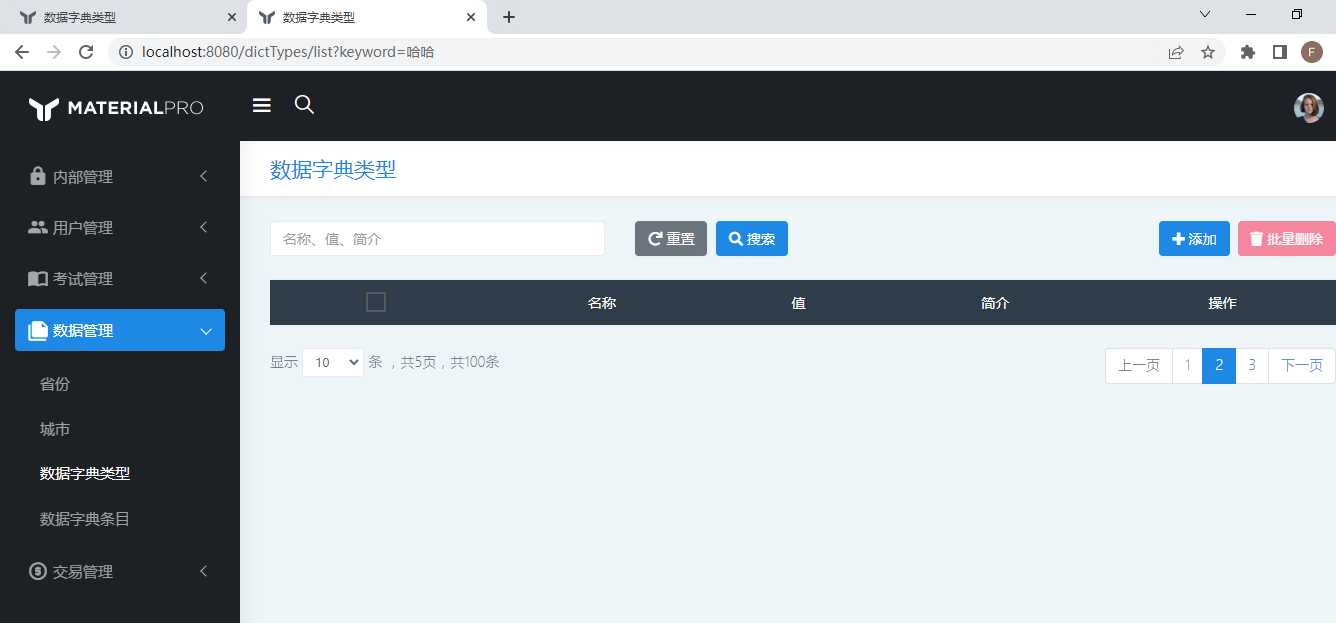 数据字典类型
数据字典类型
localhost:8080/dictTypes/list?keyword=哈哈
F
MATERIALPRO
内部管理
用户管理
考试管理
数据管理
省份
城市
数据字典类型
数据字典条目
交易管理
数据字典类型
名称、值、简介
重置
搜索
添加
批量删除
名称 值 简介 操作
显示 10 条 ，共5页，共100条
上一页 1 2 3 下一页